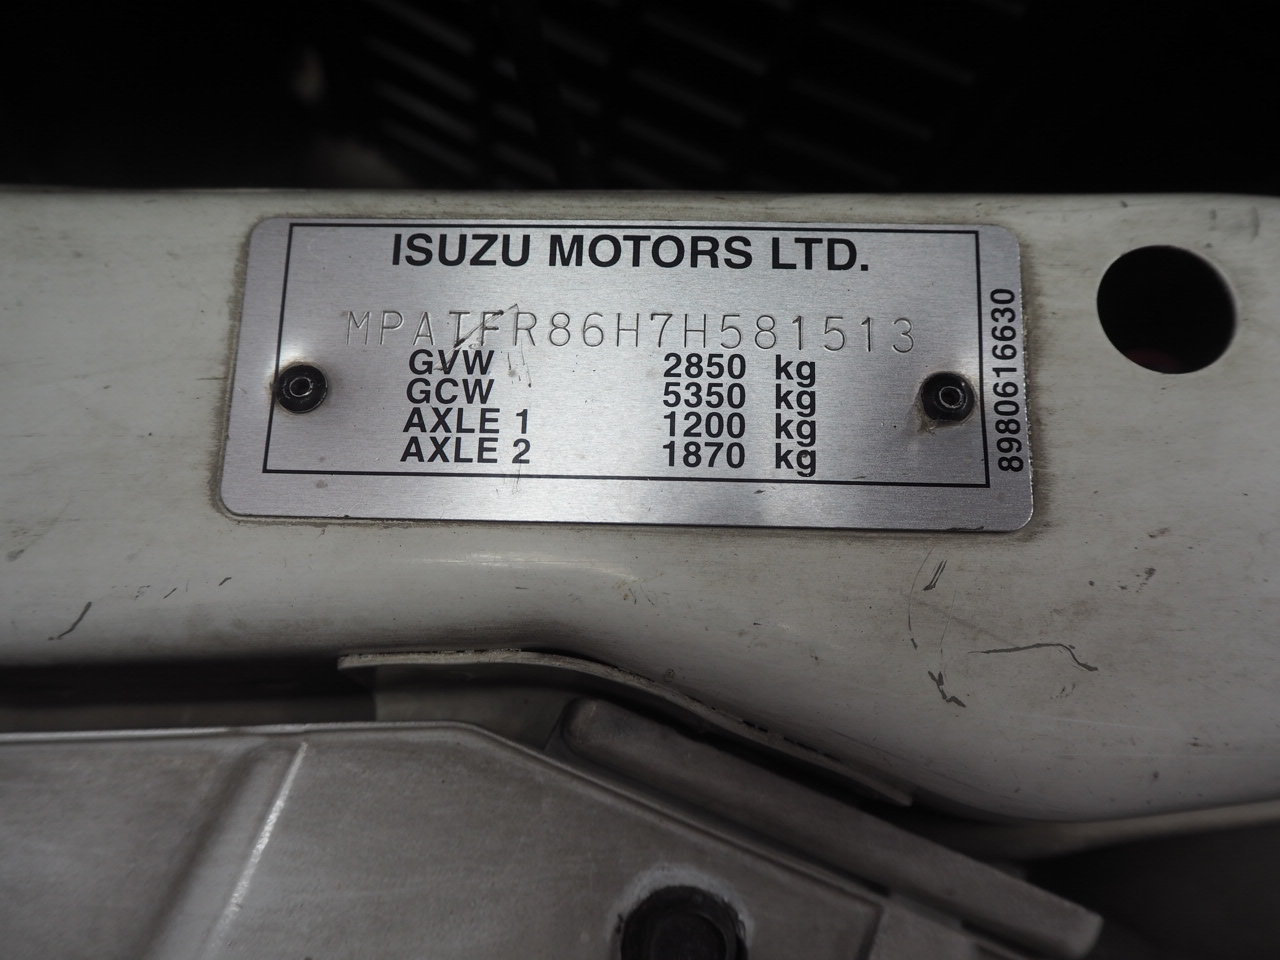 ISUZU MOTORS LTD.
MPATFR86H7H581513
GVW 2850 kg
GCW 5350 kg
AXLE 1 1200 kg
AXLE 2 1870 kg
8980616630